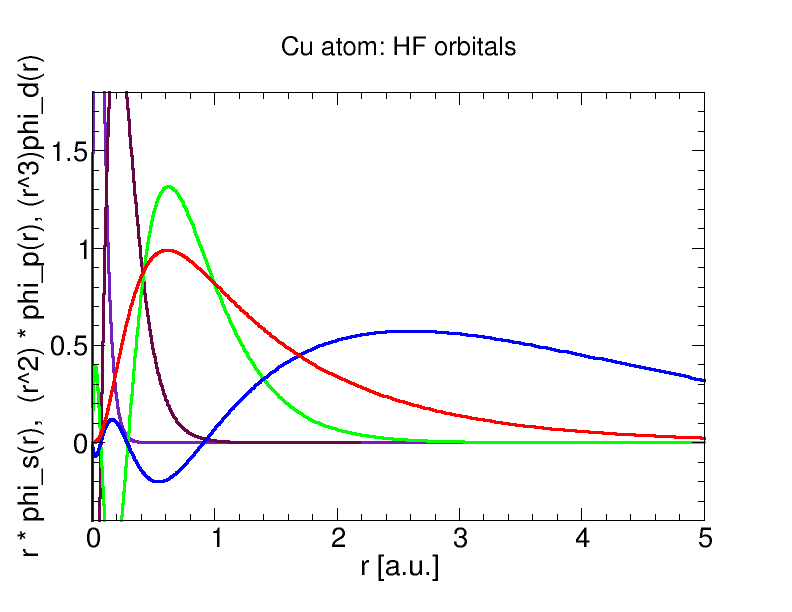 Cu atom: HF orbitals
r * phi_s(r),  (r^2) * phi_p(r), (r^3)phi_d(r)
1.5
1
0.5
0
0 1 2 3 4 5
r [a.u.]